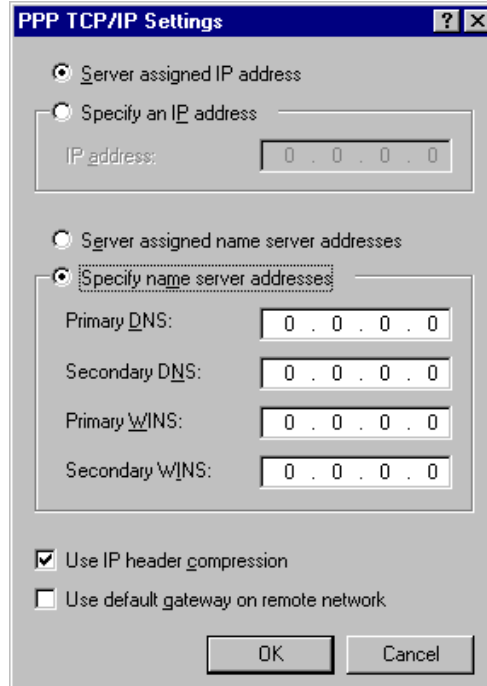 PPP TCP/IP Settings
Server assigned IP address
Specify an IP address
IP address: 0 . 0 . 0 . 0
Server assigned name server addresses
Specify name server addresses
Primary DNS: 0 . 0 . 0 . 0
Secondary DNS: 0 . 0 . 0 . 0
Primary WINS: 0 . 0 . 0 . 0
Secondary WINS: 0 . 0 . 0 . 0
Use IP header compression
Use default gateway on remote network
OK Cancel